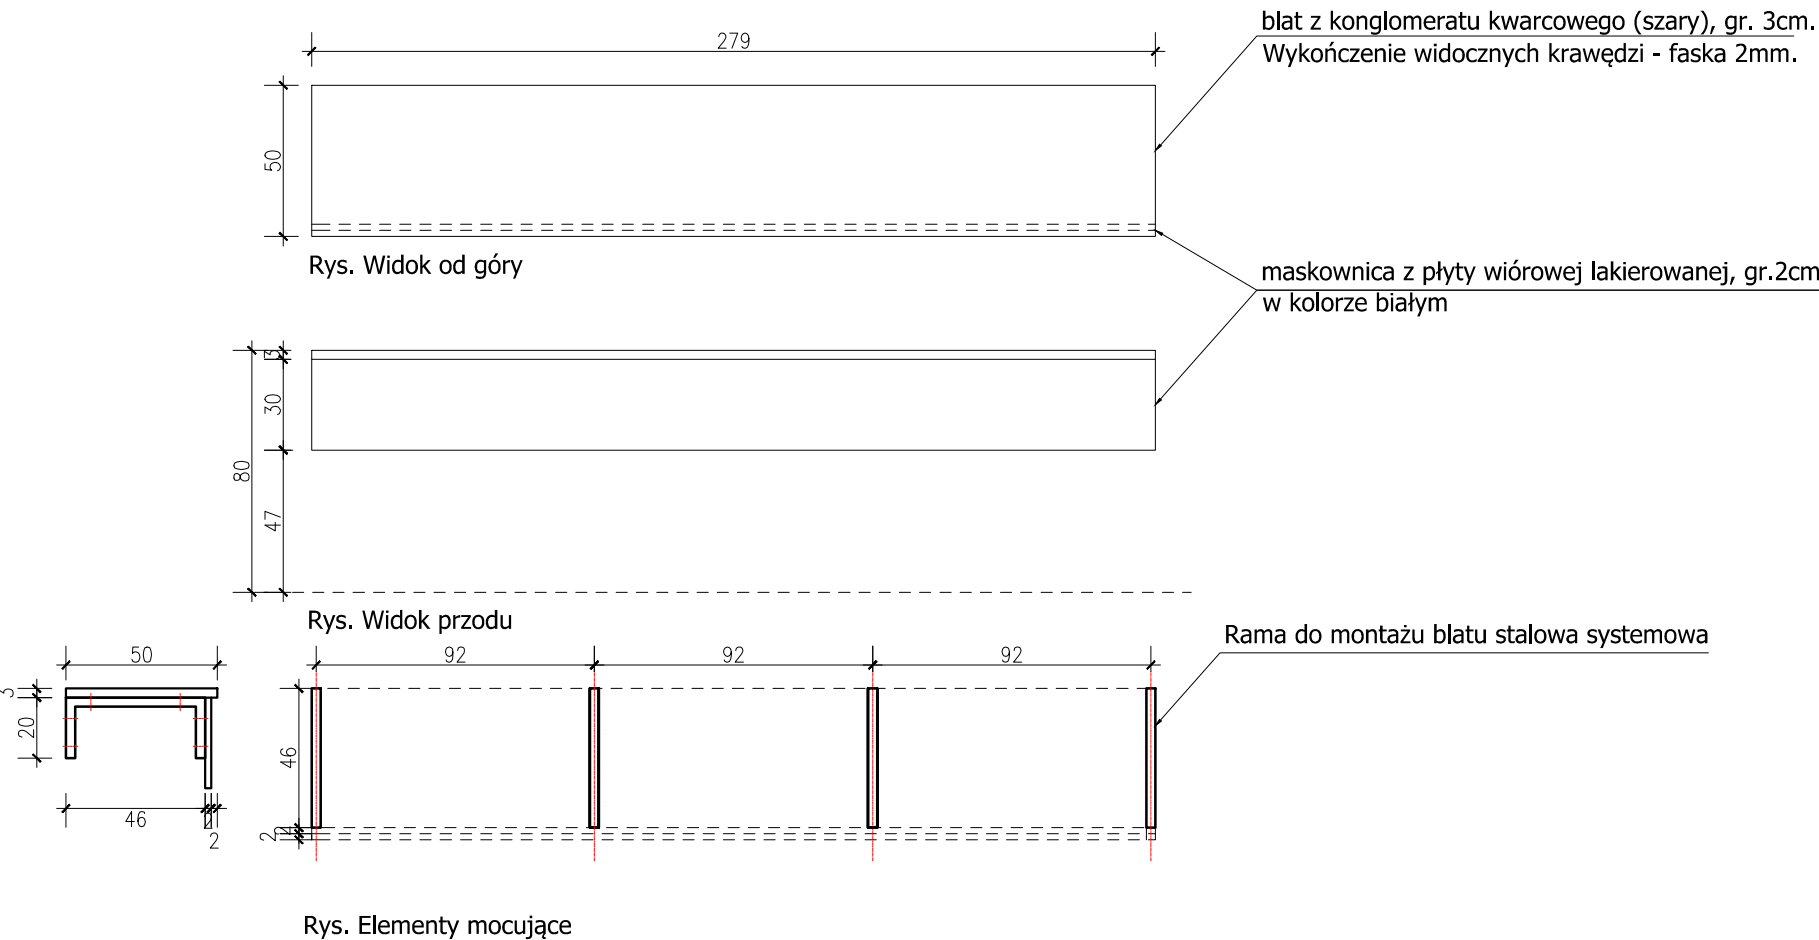 279
blat z konglomeratu kwarcowego (szary), gr. 3cm.
Wykończenie widocznych krawędzi - faska 2mm.
50
Rys. Widok od góry
maskownica z płyty wiórowej lakierowanej, gr.2cm
w kolorze białym
3
30
80
47
Rys. Widok przodu
Rama do montażu blatu stalowa systemowa
50
92
92
92
3
20
46
46
2
2
2
2
Rys. Elementy mocujące